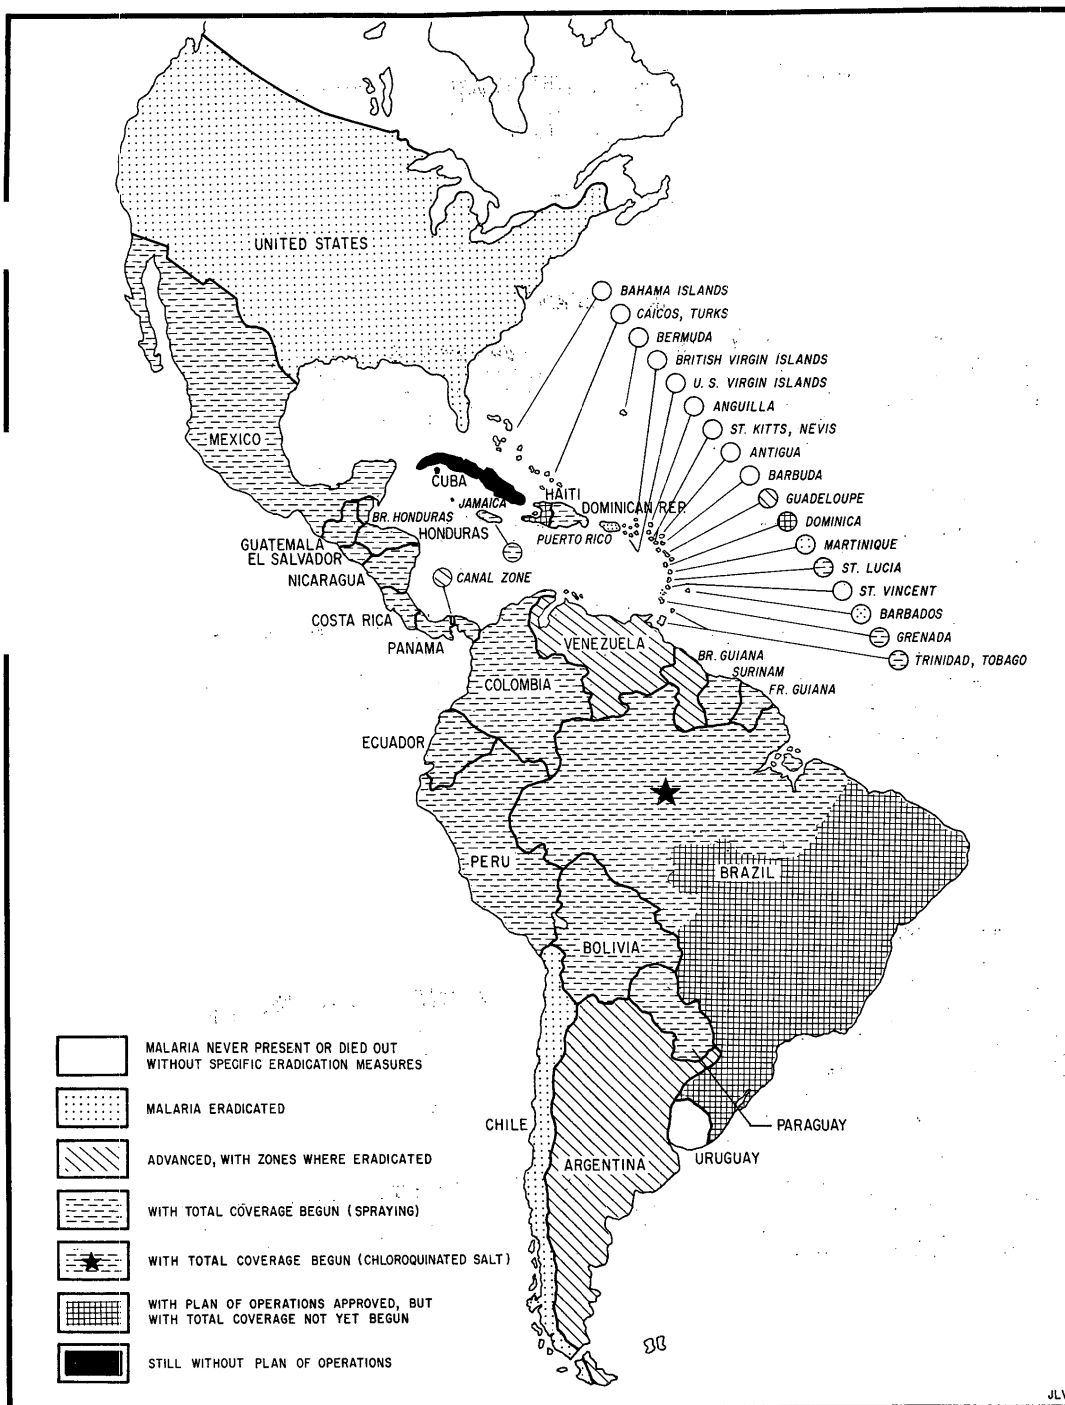 UNITED STATES
MEXICO
BAHAMA ISLANDS
CAICOS, TURKS
BERMUDA
BRITISH VIRGIN ISLANDS
U. S. VIRGIN ISLANDS
ANGUILLA
ST. KITTS, NEVIS
ANTIGUA
BARBUDA
GUADELOUPE
DOMINICA
MARTINIQUE
ST. LUCIA
ST. VINCENT
BARBADOS
GRENADA
TRINIDAD, TOBAGO
CUBA
JAMAICA
HAITI
DOMINICAN REP.
PUERTO RICO
BR. HONDURAS
HONDURAS
GUATEMALA
EL SALVADOR
NICARAGUA
CANAL ZONE
COSTA RICA
PANAMA
VENEZUELA
BR. GUIANA
SURINAM
FR. GUIANA
COLOMBIA
ECUADOR
PERU
BRAZIL
BOLIVIA
CHILE
PARAGUAY
URUGUAY
ARGENTINA
MALARIA NEVER PRESENT OR DIED OUT
WITHOUT SPECIFIC ERADICATION MEASURES
MALARIA ERADICATED
ADVANCED, WITH ZONES WHERE ERADICATED
WITH TOTAL COVERAGE BEGUN (SPRAYING)
WITH TOTAL COVERAGE BEGUN (CHLOROQUINATED SALT)
WITH PLAN OF OPERATIONS APPROVED, BUT
WITH TOTAL COVERAGE NOT YET BEGUN
STILL WITHOUT PLAN OF OPERATIONS